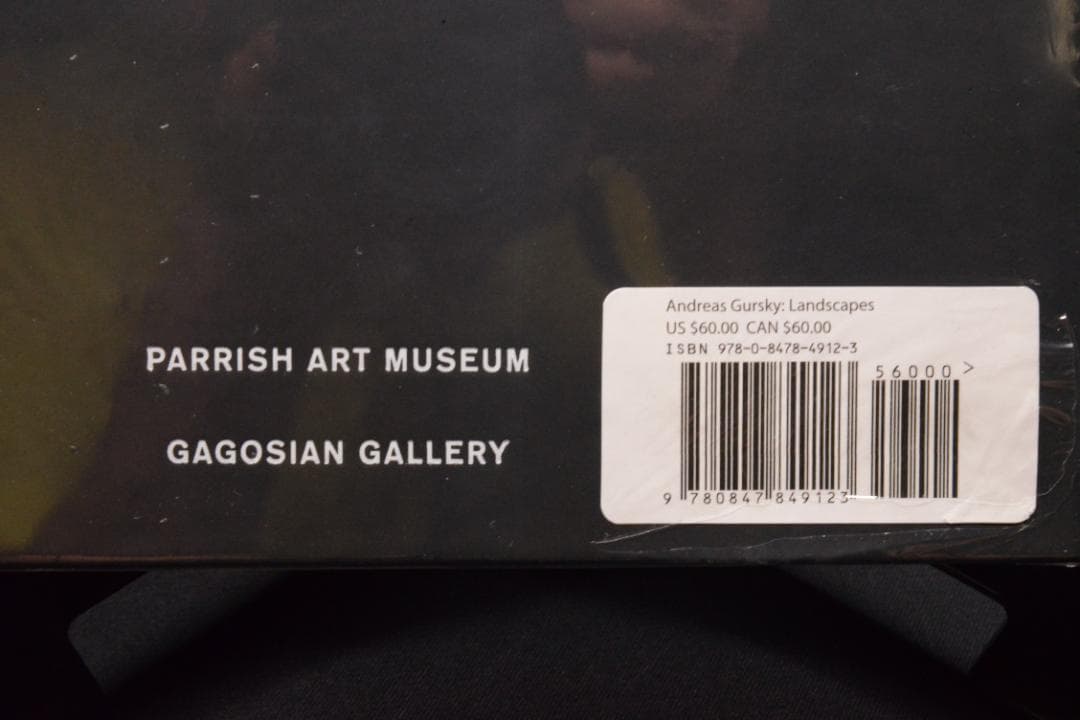 PARRISH ART MUSEUM
GAGOSIAN GALLERY
Andreas Gursky: Landscapes
US $60.00 CAN $60.00
ISBN 978-0-8478-4912-3
56000>
9 780847 849123